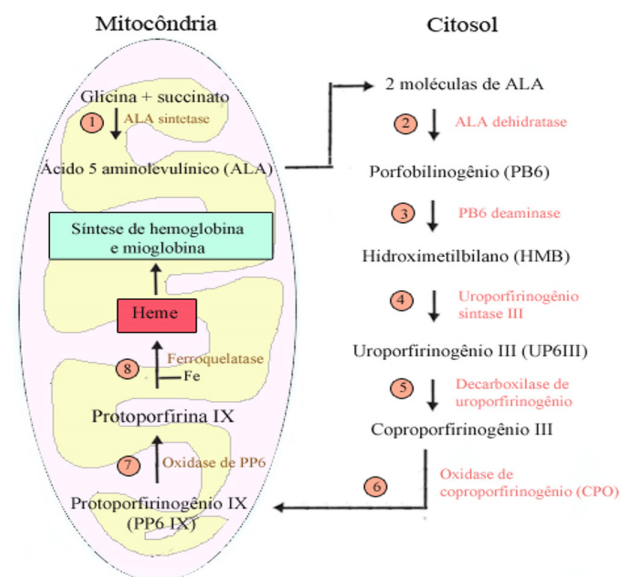 Mitocôndria
Glicina + succinato
1
ALA sintetase
Ácido 5 aminolevulínico (ALA)
Síntese de hemoglobina
e mioglobina
Heme
8
Ferroquelatase
Fe
Protoporfirina IX
7
Oxidase de PP6
Protoporfirinogênio IX
(PP6 IX)
Citosol
2 moléculas de ALA
2
ALA dehidratase
Porfobilinogênio (PB6)
3
PB6 deaminase
Hidroximetilbilano (HMB)
4
Uroporfirinogênio
sintase III
Uroporfirinogênio III (UP6III)
5
Decarboxilase de
uroporfirinogênio
Coproporfirinogênio III
6
Oxidase de
coproporfirinogênio (CPO)